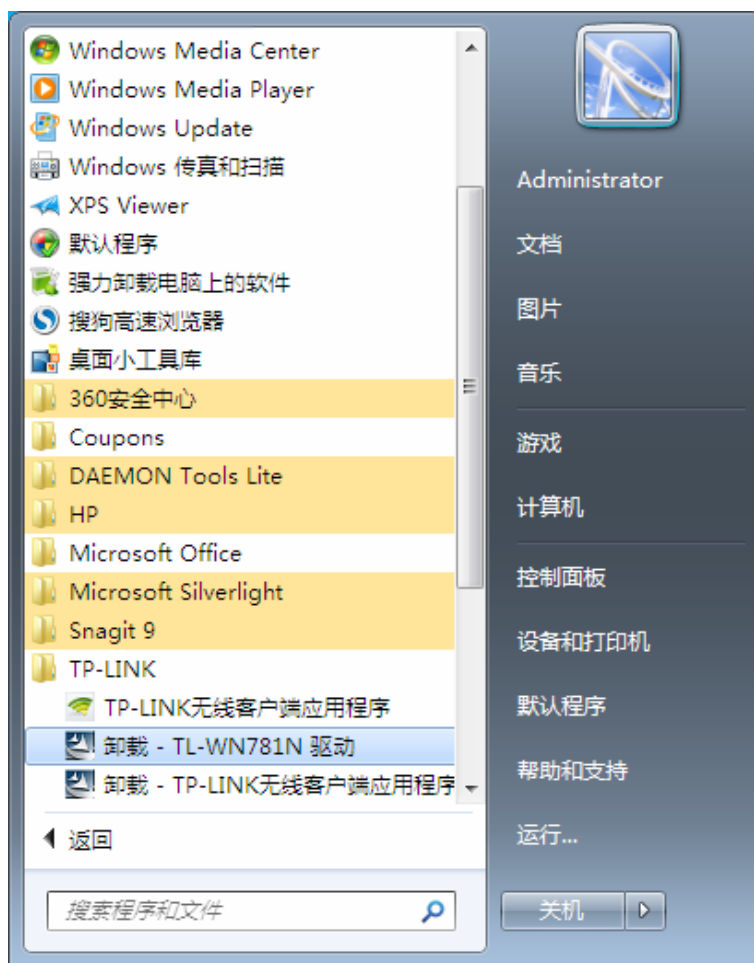 Windows Media Center
Windows Media Player
Windows Update
Windows 传真和扫描
XPS Viewer
默认程序
强力卸载电脑上的软件
搜狗高速浏览器
桌面小工具库
360安全中心
Coupons
DAEMON Tools Lite
HP
Microsoft Office
Microsoft Silverlight
Snagit 9
TP-LINK
TP-LINK无线客户端应用程序
卸载 - TL-WN781N 驱动
卸载 - TP-LINK无线客户端应用程序
返回
搜索程序和文件
Administrator
文档
图片
音乐
游戏
计算机
控制面板
设备和打印机
默认程序
帮助和支持
运行...
关机